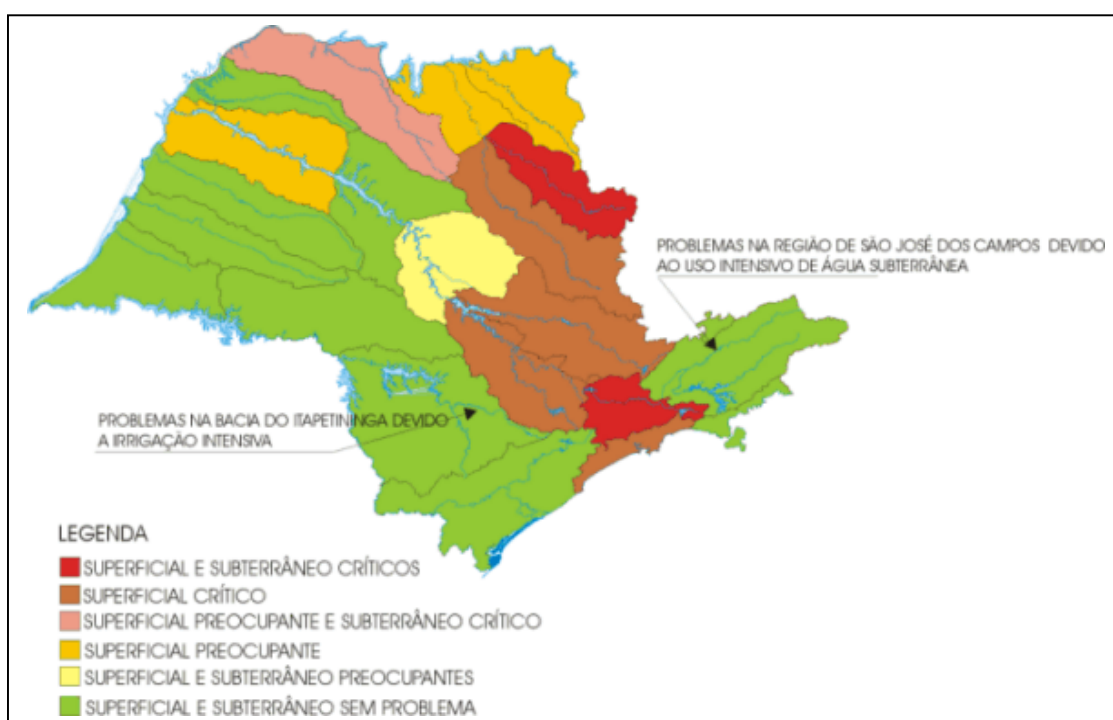 PROBLEMAS NA REGIÃO DE SÃO JOSÉ DOS CAMPOS DEVIDO
AO USO INTENSIVO DE ÁGUA SUBTERRÂNEA
PROBLEMAS NA BACIA DO ITAPETININGA DEVIDO
A IRRIGAÇÃO INTENSIVA
LEGENDA
SUPERFICIAL E SUBTERRÂNEO CRÍTICOS
SUPERFICIAL CRÍTICO
SUPERFICIAL PREOCUPANTE E SUBTERRÂNEO CRÍTICO
SUPERFICIAL PREOCUPANTE
SUPERFICIAL E SUBTERRÂNEO PREOCUPANTES
SUPERFICIAL E SUBTERRÂNEO SEM PROBLEMA